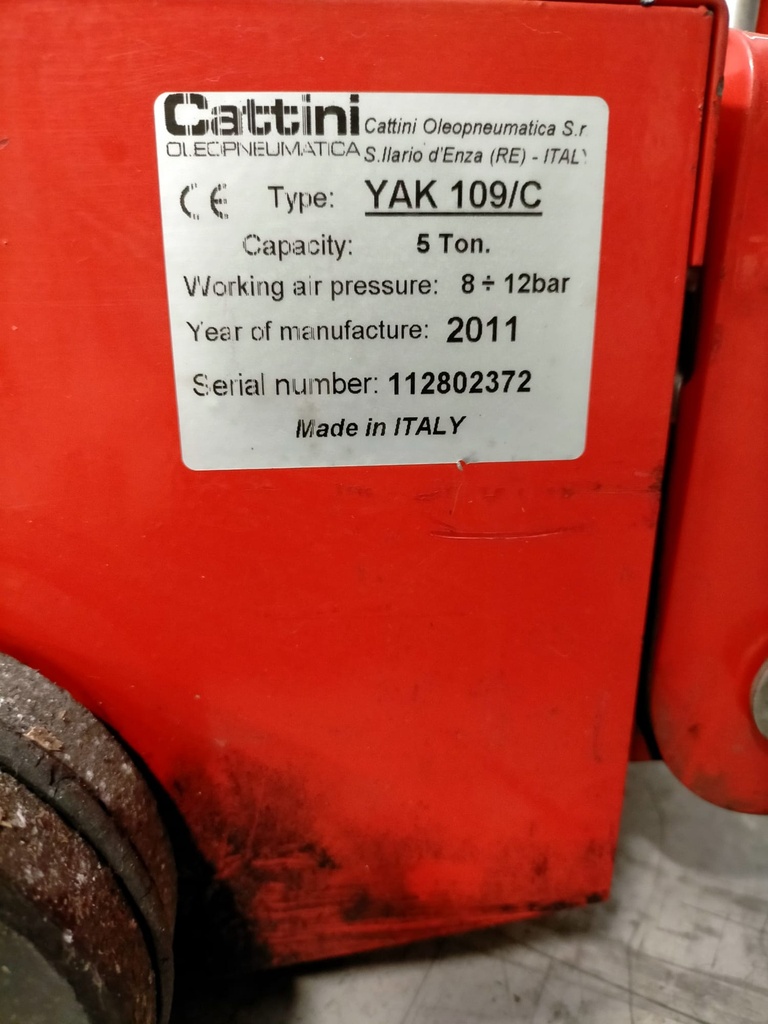 Cattini Cattini Oleopneumatica S.r
OLEOPNEUMATICA S.Ilario d'Enza (RE) - ITALY
CE Type: YAK 109/C
Capacity: 5 Ton.
Working air pressure: 8 ÷ 12bar
Year of manufacture: 2011
Serial number: 112802372
Made in ITALY